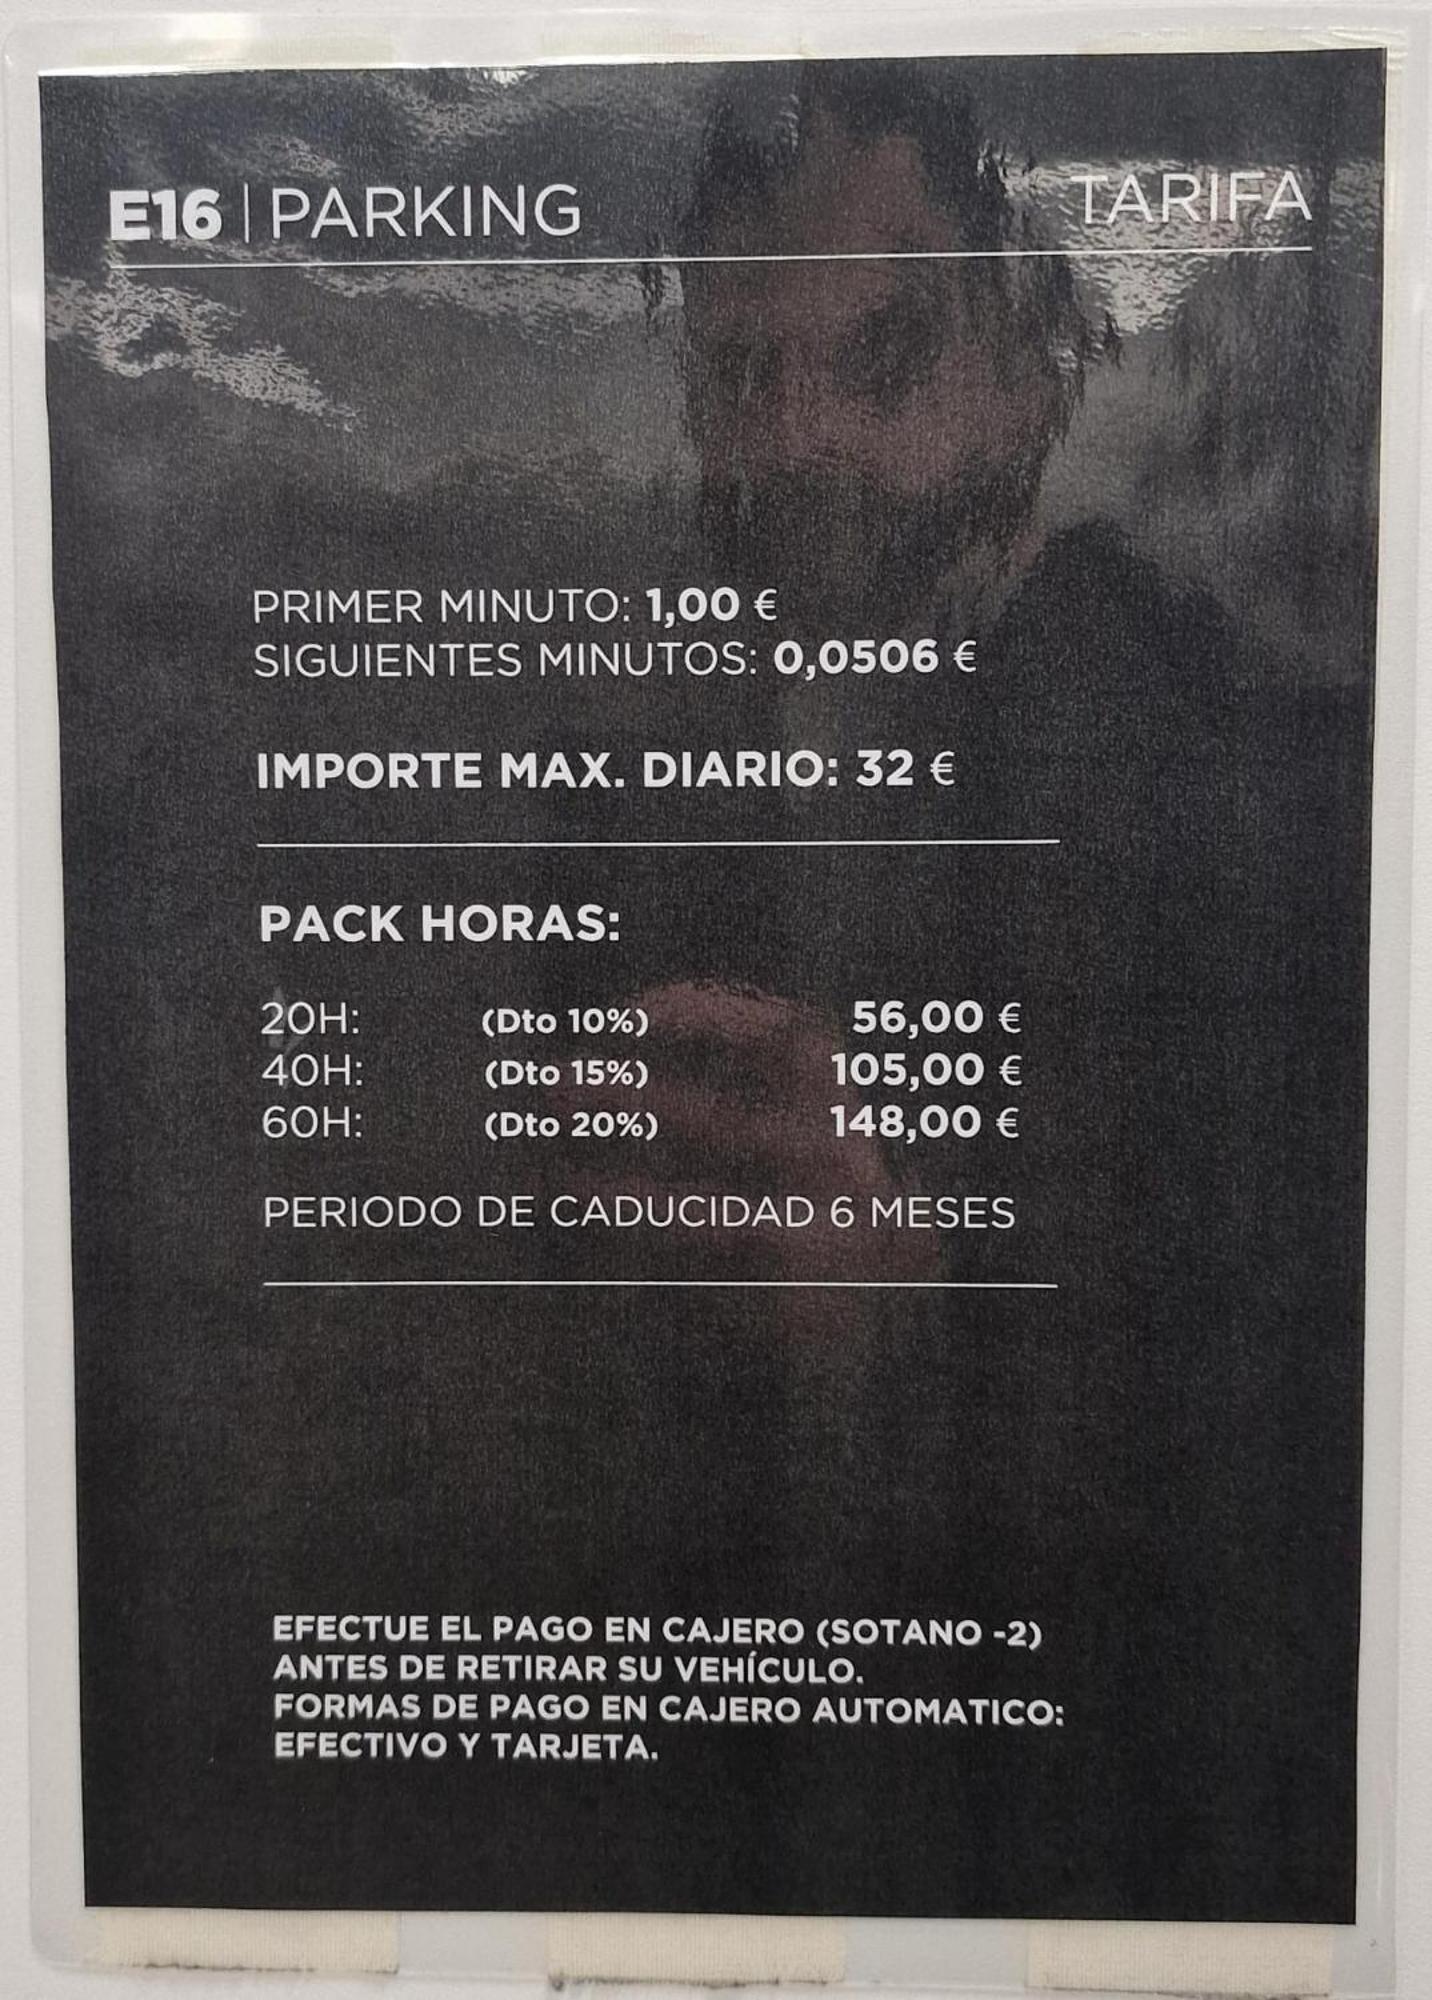 E16 | PARKING TARIFA
PRIMER MINUTO: 1,00 €
SIGUIENTES MINUTOS: 0,0506 €
IMPORTE MAX. DIARIO: 32 €
PACK HORAS:
20H: (Dto 10%) 56,00 €
40H: (Dto 15%) 105,00 €
60H: (Dto 20%) 148,00 €
PERIODO DE CADUCIDAD 6 MESES
EFECTUE EL PAGO EN CAJERO (SOTANO -2)
ANTES DE RETIRAR SU VEHÍCULO.
FORMAS DE PAGO EN CAJERO AUTOMATICO:
EFECTIVO Y TARJETA.